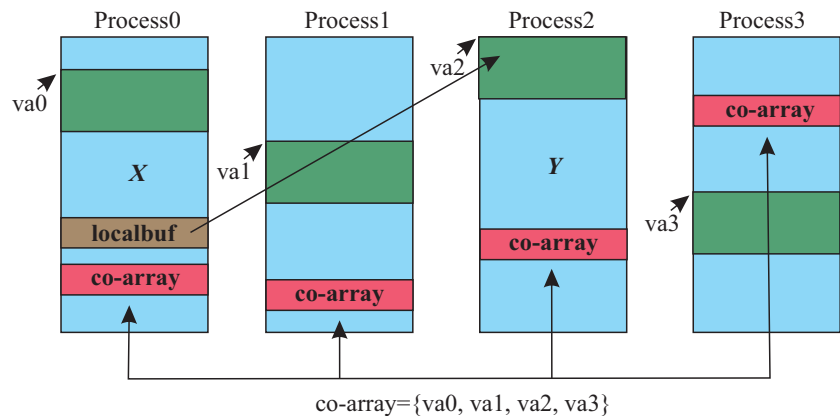 Process0
Process1
Process2
Process3
va0
va1
va2
va3
X
Y
localbuf
co-array
co-array
co-array
co-array
co-array={va0, va1, va2, va3}